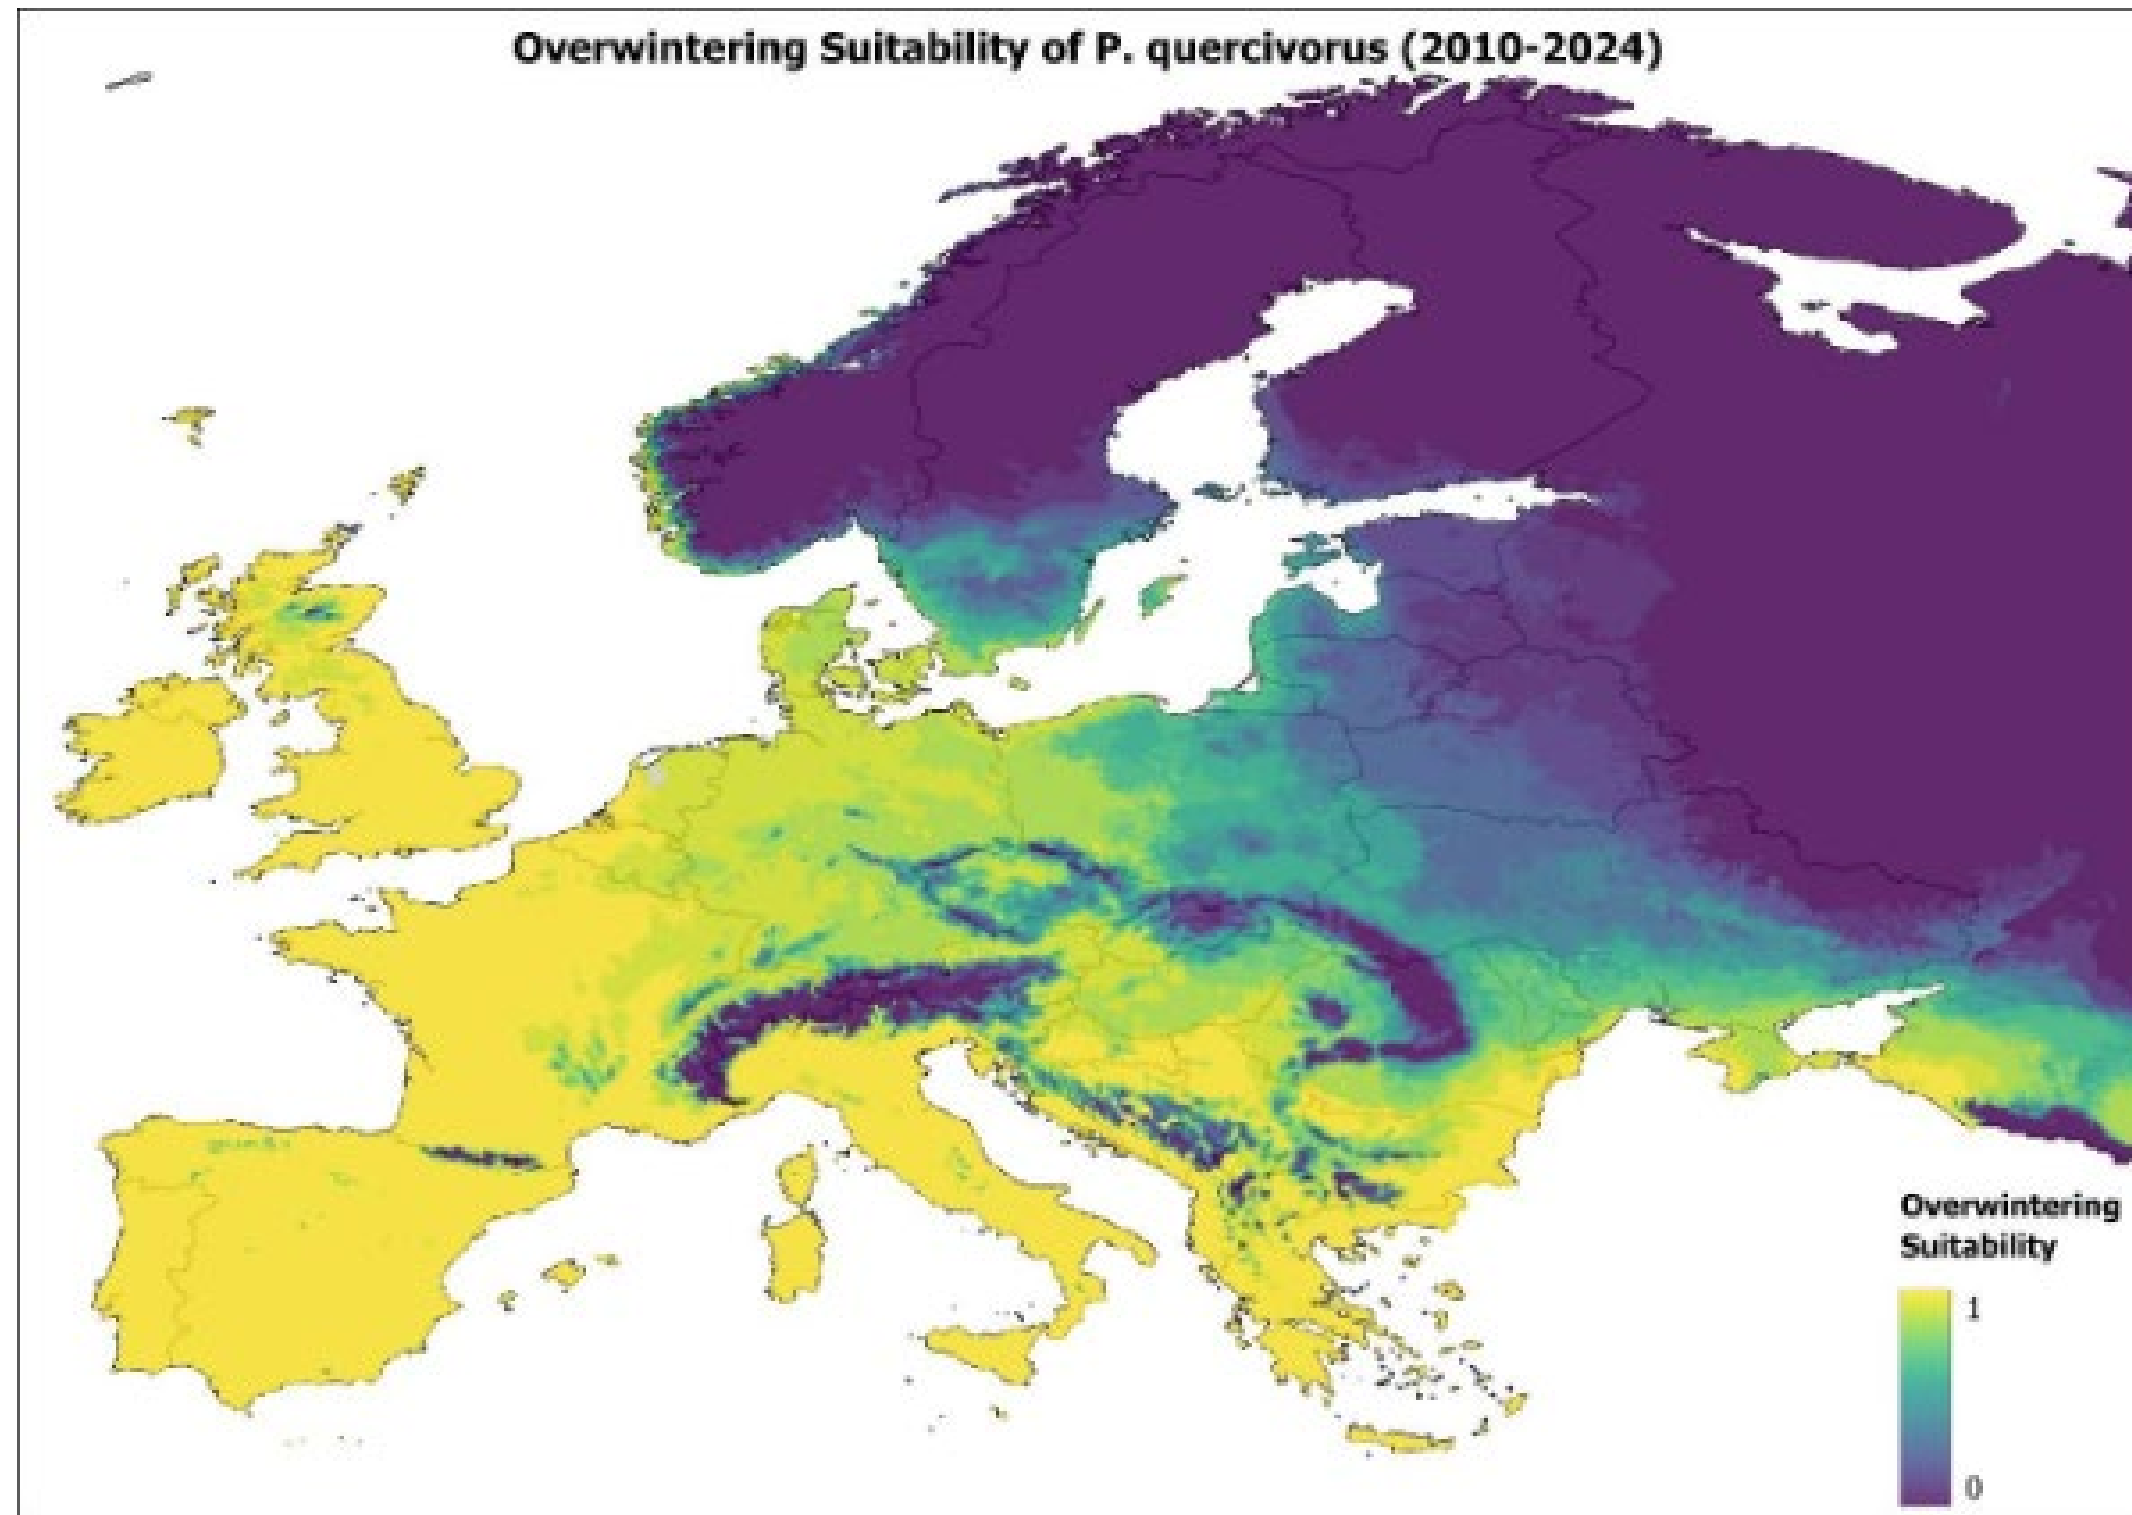 Overwintering Suitability of P. quercivorus (2010-2024)
Overwintering
Suitability
1
0